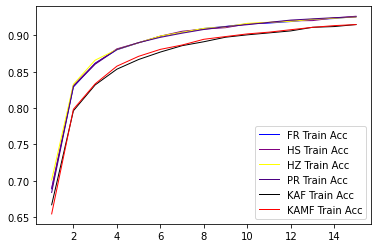 0.90
0.85
0.80
0.75
0.70
0.65
2 4 6 8 10 12 14
FR Train Acc
HS Train Acc
HZ Train Acc
PR Train Acc
KAF Train Acc
KAMF Train Acc